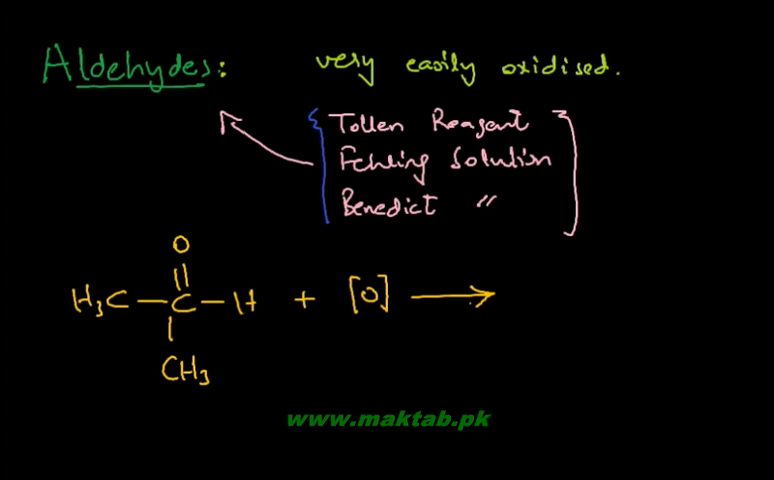 Aldehydes: very easily oxidised.
Tollen Reagent
Fehling Solution
Benedict "
O
H₃C — C — H + [O] →
CH₃
www.maktab.pk